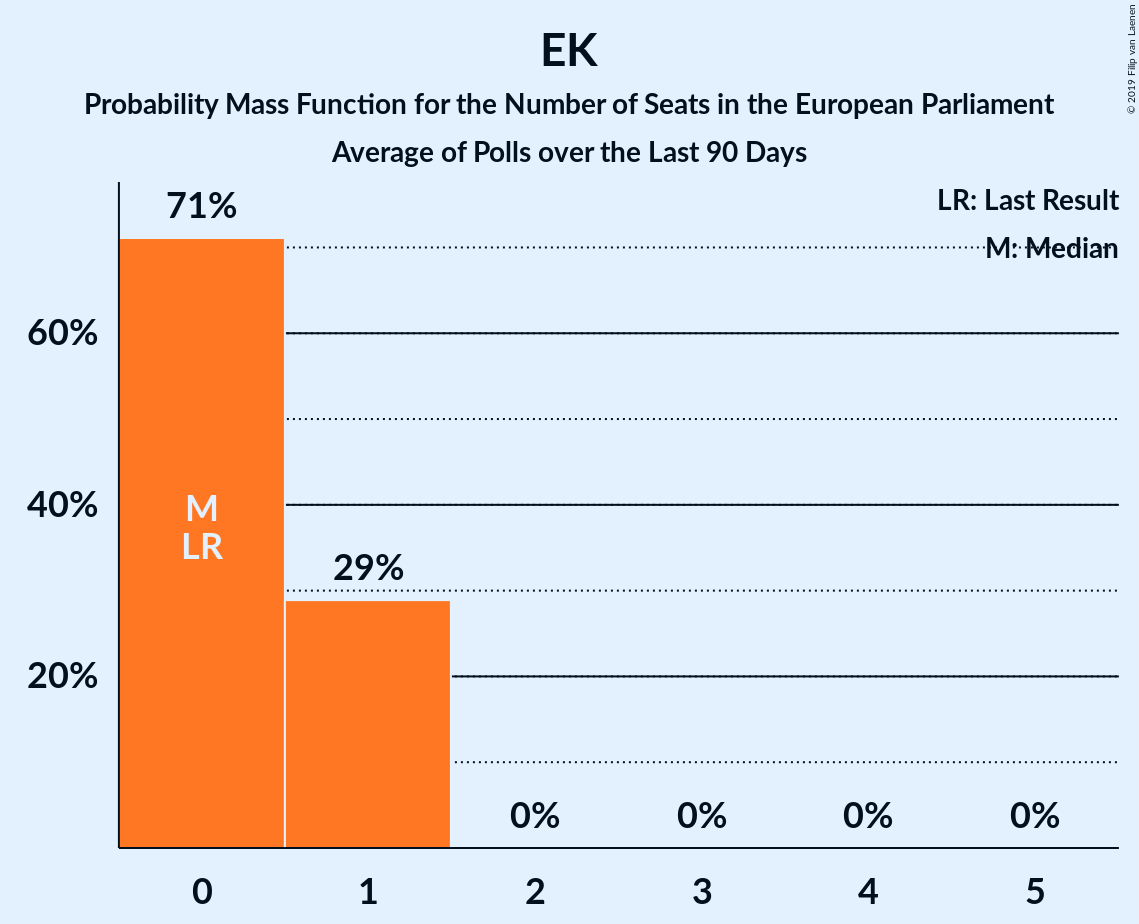 EK
Probability Mass Function for the Number of Seats in the European Parliament
Average of Polls over the Last 90 Days
© 2019 Filip van Laenen
LR: Last Result
M: Median
71%
60%
40%
20%
M
LR
29%
0% 0% 0% 0%
0 1 2 3 4 5